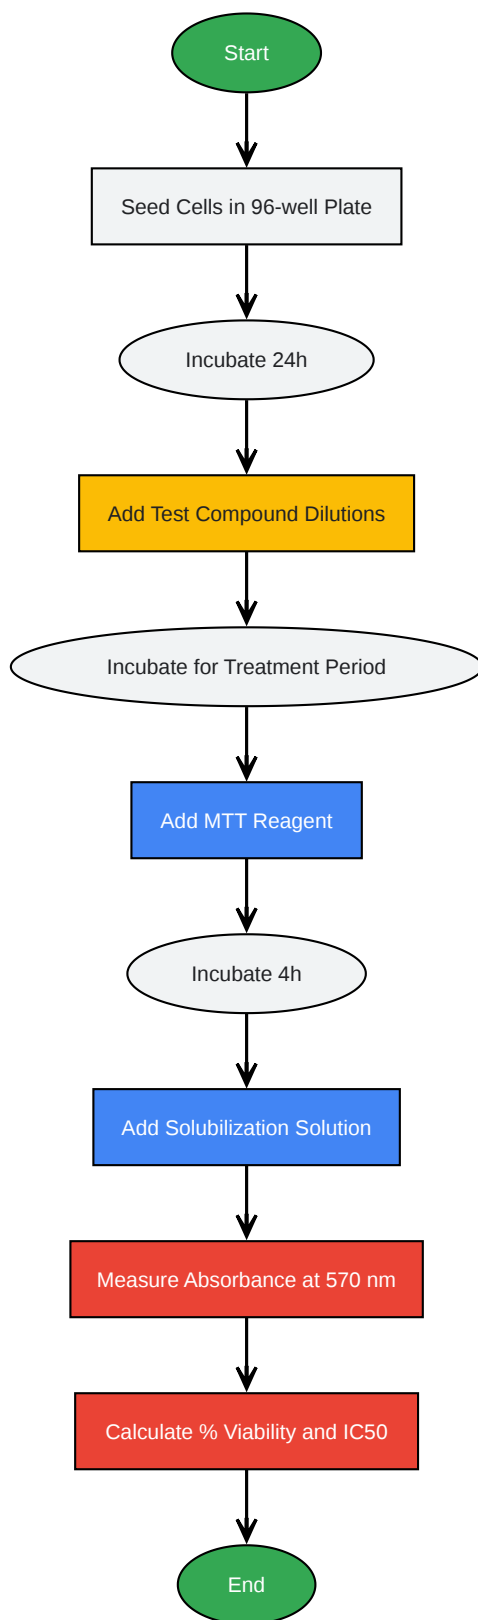 Start
Seed Cells in 96-well Plate
Incubate 24h
Add Test Compound Dilutions
Incubate for Treatment Period
Add MTT Reagent
Incubate 4h
Add Solubilization Solution
Measure Absorbance at 570 nm
Calculate % Viability and IC50
End